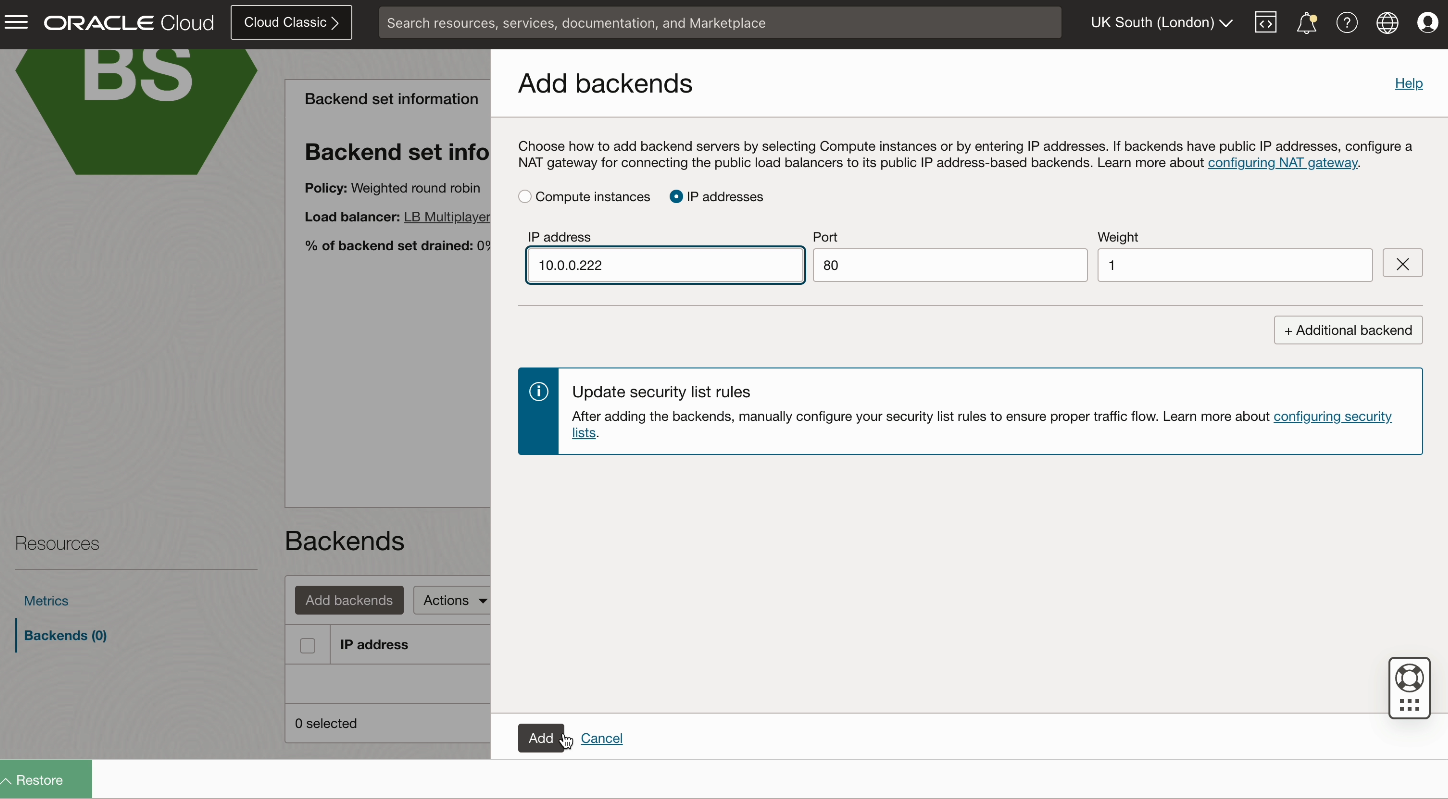 ORACLE Cloud
Cloud Classic
Search resources, services, documentation, and Marketplace
UK South (London)
BS
Backend set information
Backend set info
Policy: Weighted round robin
Load balancer: LB Multiplayer
% of backend set drained: 0%
Resources
Metrics
Backends (0)
Backends
Add backends
Actions
IP address
0 selected
Add backends
Help
Choose how to add backend servers by selecting Compute instances or by entering IP addresses. If backends have public IP addresses, configure a
NAT gateway for connecting the public load balancers to its public IP address-based backends. Learn more about configuring NAT gateway.
Compute instances
IP addresses
IP address
Port
Weight
10.0.0.222
80
1
+ Additional backend
Update security list rules
After adding the backends, manually configure your security list rules to ensure proper traffic flow. Learn more about configuring security
lists.
Add
Cancel
Restore